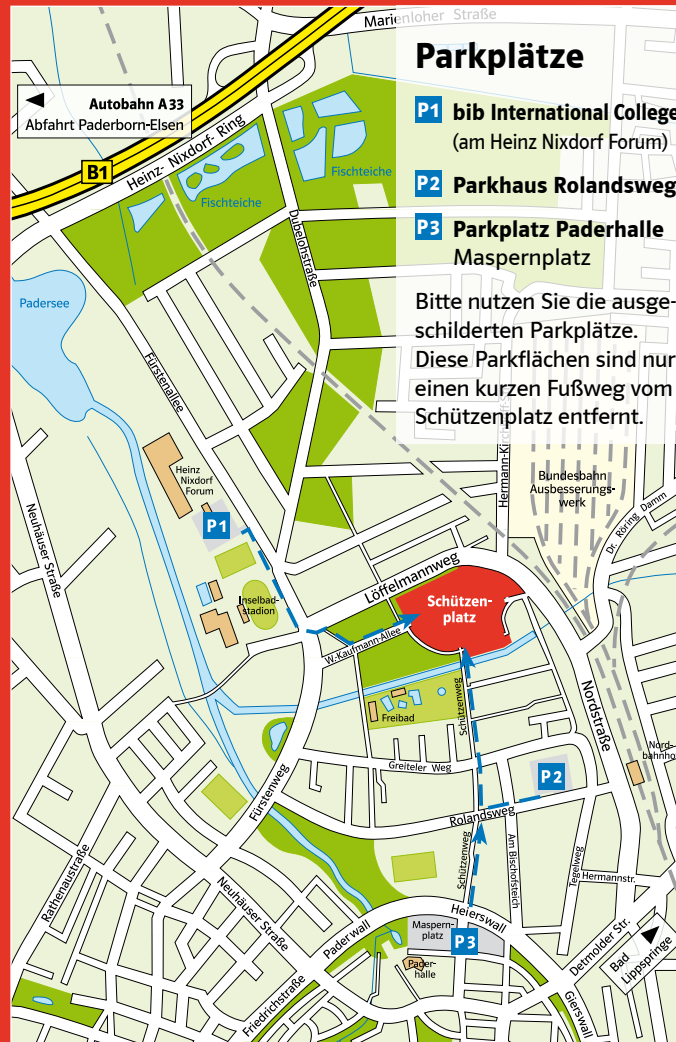 Marienloher Straße
Parkplätze
P1 bib International College
(am Heinz Nixdorf Forum)
P2 Parkhaus Rolandsweg
P3 Parkplatz Paderhalle
Maspernplatz
Bitte nutzen Sie die ausge-
schilderten Parkplätze.
Diese Parkflächen sind nur
einen kurzen Fußweg vom
Schützenplatz entfernt.
Autobahn A 33
Abfahrt Paderborn-Elsen
B1
Heinz-Nixdorf-Ring
Fischteiche
Fischteiche
Dubelohstraße
Padersee
Fürstenallee
Heinz
Nixdorf
Forum
P1
Neuhäuser Straße
Inselbad-
stadion
Bundesbahn
Ausbesserungs-
werk
Dr. Röring Damm
Löffelmannweg
Schützen-
platz
W.-Kaufmann-Allee
Schützenweg
Freibad
Nordstraße
Greiteler Weg
Nord-
bahnho
P2
Fürstenweg
Rolandsweg
Am Bischofsteich
Tegelweg
Hermannstr.
Rathenaustraße
Neuhäuser Straße
Schützenweg
Heierswall
Paderwall
Maspern-
platz
P3
Pader-
halle
Detmolder Str.
Bad
Lippspringe
Friedrichstraße
Gierswall